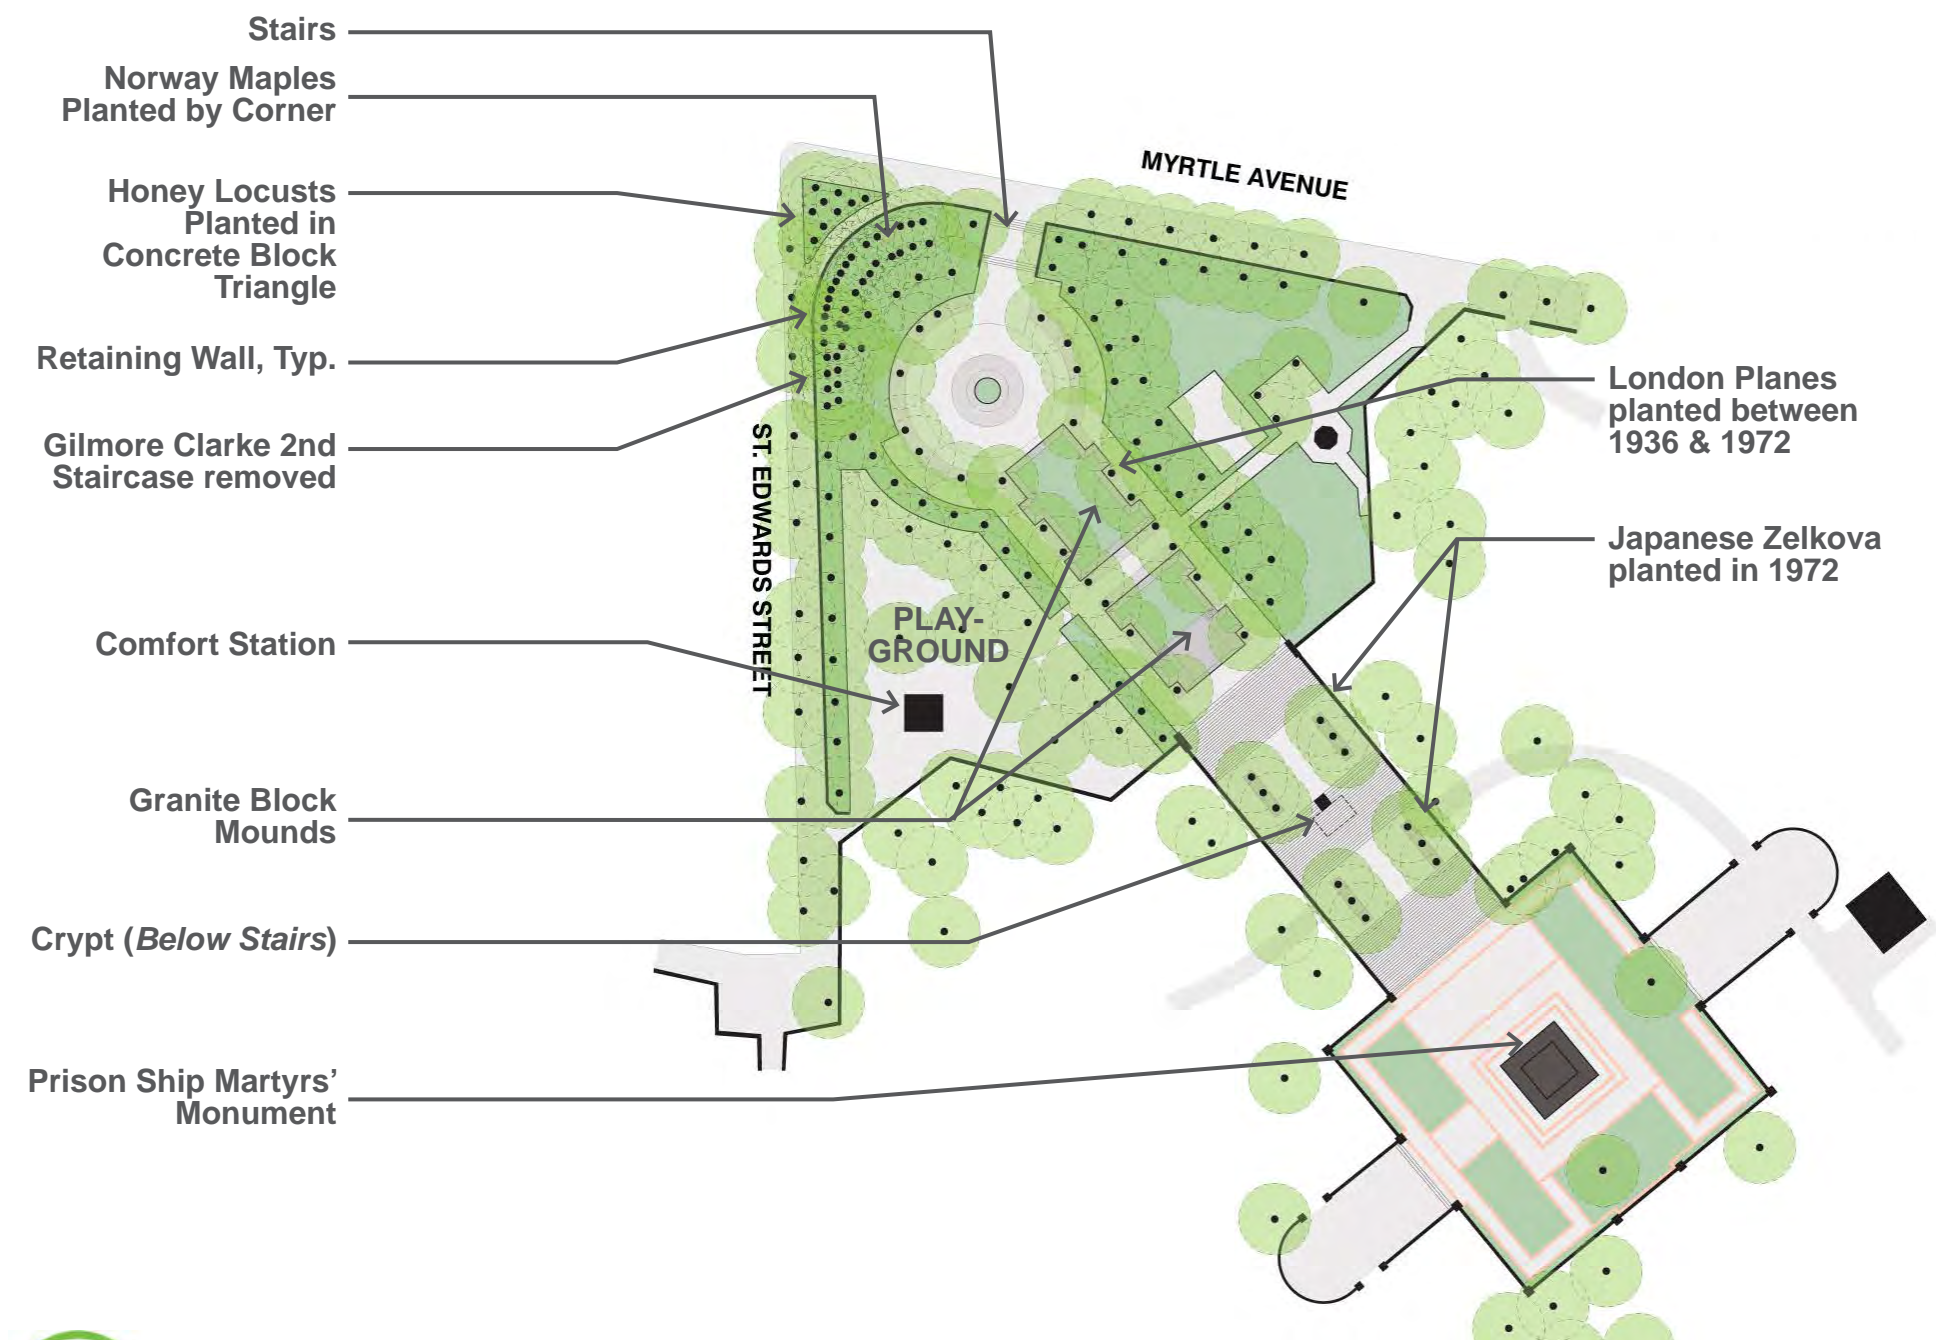 Stairs
Norway Maples
Planted by Corner
Honey Locusts
Planted in
Concrete Block
Triangle
Retaining Wall, Typ.
Gilmore Clarke 2nd
Staircase removed
Comfort Station
Granite Block
Mounds
Crypt (Below Stairs)
Prison Ship Martyrs’
Monument
MYRTLE AVENUE
ST. EDWARDS STREET
PLAY-
GROUND
London Planes
planted between
1936 & 1972
Japanese Zelkova
planted in 1972